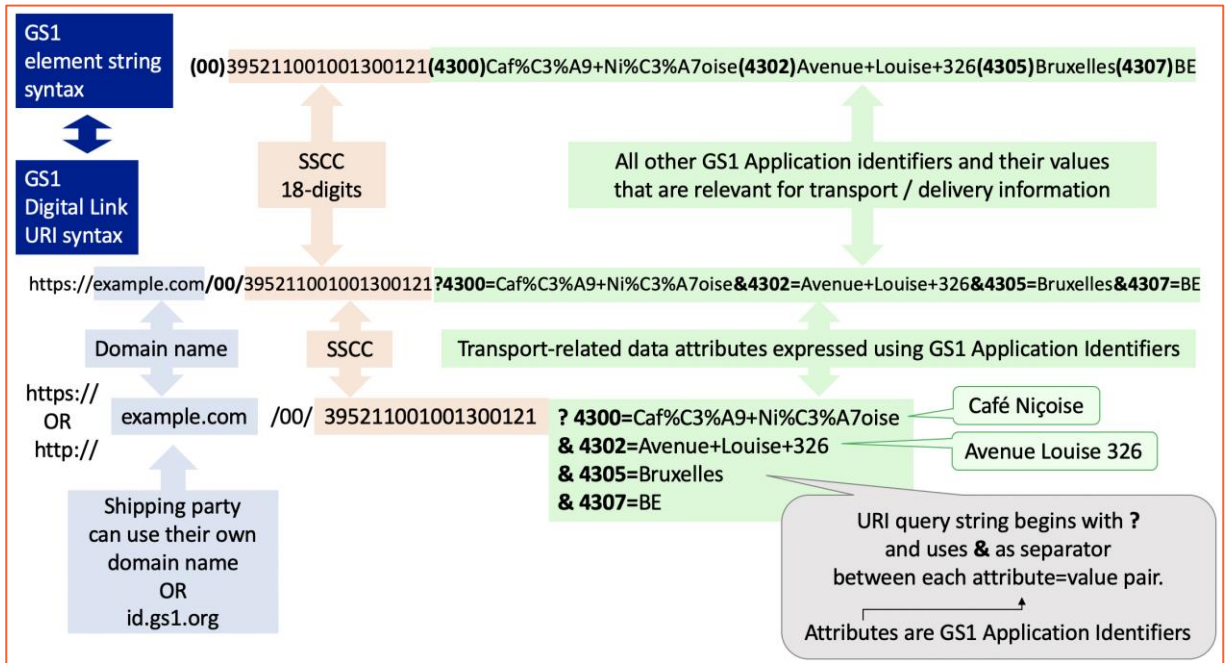 GS1
element string
syntax
(00)395211001001300121(4300)Caf%C3%A9+Ni%C3%A7oise(4302)Avenue+Louise+326(4305)Bruxelles(4307)BE
SSCC
18-digits
All other GS1 Application identifiers and their values
that are relevant for transport / delivery information
GS1
Digital Link
URI syntax
https://example.com/00/395211001001300121?4300=Caf%C3%A9+Ni%C3%A7oise&4302=Avenue+Louise+326&4305=Bruxelles&4307=BE
Domain name
SSCC
Transport-related data attributes expressed using GS1 Application Identifiers
https://
OR
http://
example.com
/00/
395211001001300121
? 4300=Caf%C3%A9+Ni%C3%A7oise
& 4302=Avenue+Louise+326
& 4305=Bruxelles
& 4307=BE
Café Niçoise
Avenue Louise 326
Shipping party
can use their own
domain name
OR
id.gs1.org
URI query string begins with ?
and uses & as separator
between each attribute=value pair.
Attributes are GS1 Application Identifiers